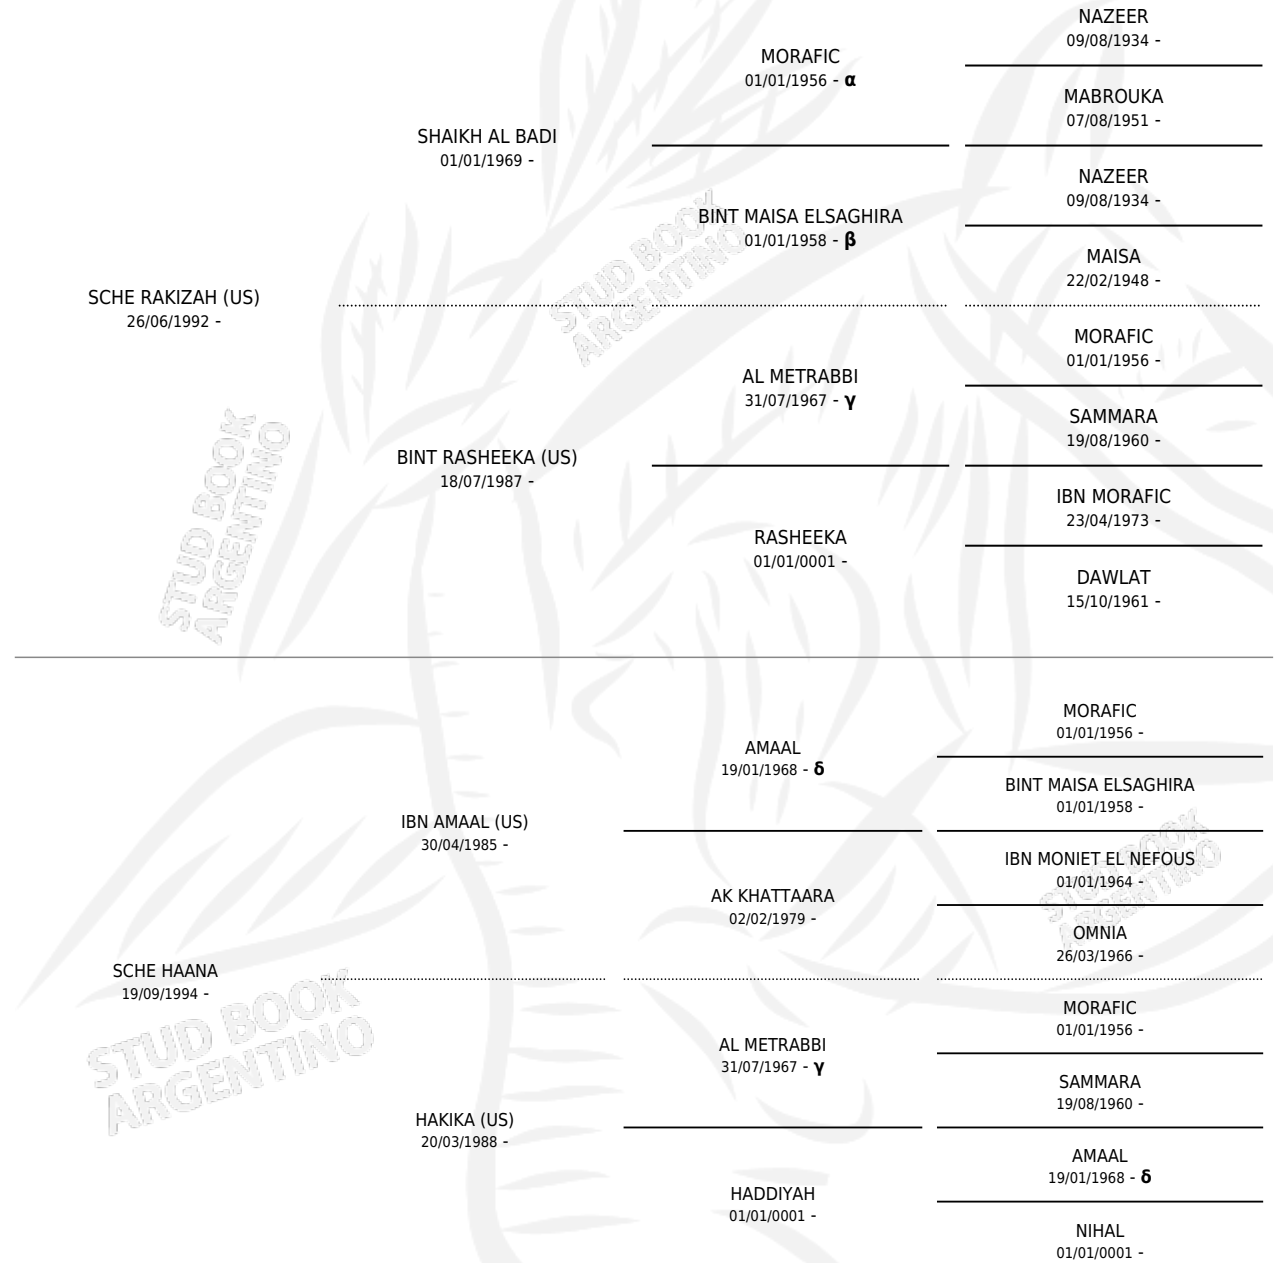 NAZEER
09/08/1934 -
MORAFIC
01/01/1956 - α
MABROUKA
07/08/1951 -
SHAIKH AL BADI
01/01/1969 -
NAZEER
09/08/1934 -
BINT MAISA ELSAGHIRA
01/01/1958 - β
MAISA
22/02/1948 -
SCHE RAKIZAH (US)
26/06/1992 -
MORAFIC
01/01/1956 -
AL METRABBI
31/07/1967 - γ
SAMMARA
19/08/1960 -
BINT RASHEEKA (US)
18/07/1987 -
IBN MORAFIC
23/04/1973 -
RASHEEKA
01/01/0001 -
DAWLAT
15/10/1961 -
MORAFIC
01/01/1956 -
AMAAL
19/01/1968 - δ
BINT MAISA ELSAGHIRA
01/01/1958 -
IBN AMAAL (US)
30/04/1985 -
IBN MONIET EL NEFOUS
01/01/1964 -
AK KHATTAARA
02/02/1979 -
OMNIA
26/03/1966 -
SCHE HAANA
19/09/1994 -
MORAFIC
01/01/1956 -
AL METRABBI
31/07/1967 - γ
SAMMARA
19/08/1960 -
HAKIKA (US)
20/03/1988 -
AMAAL
19/01/1968 - δ
HADDIYAH
01/01/0001 -
NIHAL
01/01/0001 -
STUD BOOK
ARGENTINO
STUD BOOK
ARGENTINO
STUD BOOK
ARGENTINO
STUD BOOK
ARGENTINO